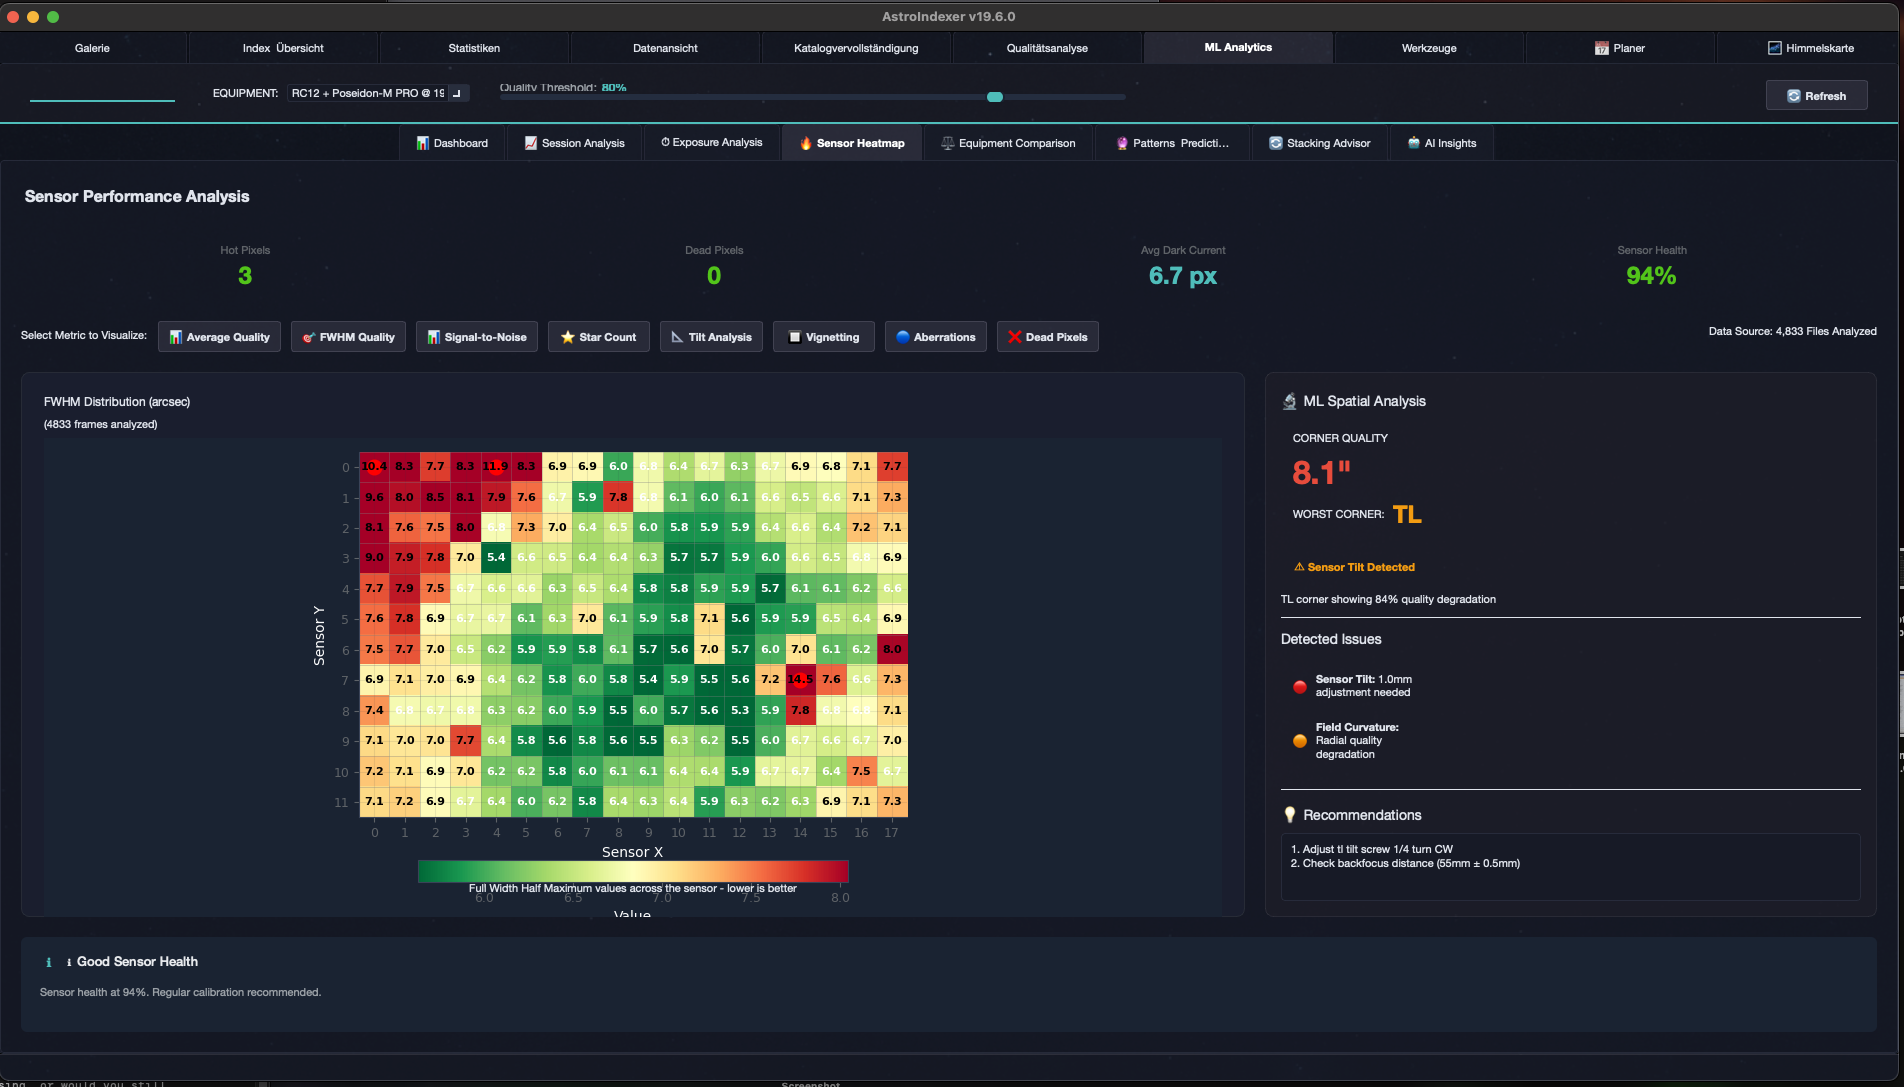 AstroIndexer v19.6.0
Galerie
Index Übersicht
Statistiken
Datenansicht
Katalogvervollständigung
Qualitätsanalyse
ML Analytics
Werkzeuge
Planer
Himmelskarte
EQUIPMENT: RC12 + Poseidon-M PRO @ 19
Quality Threshold: 80%
Refresh
Dashboard
Session Analysis
Exposure Analysis
Sensor Heatmap
Equipment Comparison
Patterns Predicti...
Stacking Advisor
AI Insights
Sensor Performance Analysis
Hot Pixels
3
Dead Pixels
0
Avg Dark Current
6.7 px
Sensor Health
94%
Select Metric to Visualize:
Average Quality
FWHM Quality
Signal-to-Noise
Star Count
Tilt Analysis
Vignetting
Aberrations
Dead Pixels
Data Source: 4,833 Files Analyzed
FWHM Distribution (arcsec)
(4833 frames analyzed)
Sensor Y
0 10.4 8.3 7.7 8.3 11.9 8.3 6.9 6.9 6.0 6.4 6.7 6.3 6.7 6.9 6.8 7.1 7.7
1 9.6 8.0 8.5 8.1 7.9 7.6 6.7 5.9 7.8 6.8 6.1 6.0 6.1 6.6 6.5 6.6 7.1 7.3
2 8.1 7.6 7.5 8.0 7.3 7.0 6.4 6.5 6.0 5.8 5.9 5.9 6.4 6.6 6.4 7.2 7.1
3 9.0 7.9 7.8 7.0 5.4 6.6 6.5 6.4 6.4 6.3 5.7 5.7 5.9 6.0 6.6 6.5 6.9
4 7.7 7.9 7.5 6.7 6.6 6.6 6.3 6.5 6.4 5.8 5.8 5.9 5.9 5.7 6.1 6.1 6.2 6.6
5 7.6 7.8 6.9 6.7 6.7 6.1 6.3 7.0 6.1 5.9 5.8 7.1 5.6 5.9 5.9 6.5 6.4 6.9
6 7.5 7.7 7.0 6.5 6.2 5.9 5.9 5.8 6.1 5.7 5.6 7.0 5.7 6.0 7.0 6.1 6.2 8.0
7 6.9 7.1 7.0 6.9 6.4 6.2 5.8 6.0 5.8 5.4 5.9 5.5 5.6 7.2 14.5 7.6 6.6 7.3
8 7.4 6.7 6.3 6.2 6.0 5.9 5.5 6.0 5.7 5.6 5.3 5.9 7.8 7.1
9 7.1 7.0 7.0 7.7 6.4 5.8 5.6 5.8 5.6 5.5 6.3 6.2 5.5 6.0 6.7 6.6 6.7 7.0
10 7.2 7.1 6.9 7.0 6.2 6.2 5.8 6.0 6.1 6.1 6.4 6.4 5.9 6.7 6.7 6.4 7.5 6.7
11 7.1 7.2 6.9 6.7 6.4 6.0 6.2 5.8 6.4 6.3 6.4 5.9 6.3 6.2 6.3 6.9 7.1 7.3
0 1 2 3 4 5 6 7 8 9 10 11 12 13 14 15 16 17
Sensor X
Full Width Half Maximum values across the sensor - lower is better
6.0 6.5 7.0 7.5 8.0
Value
ML Spatial Analysis
CORNER QUALITY
8.1"
WORST CORNER: TL
⚠ Sensor Tilt Detected
TL corner showing 84% quality degradation
Detected Issues
Sensor Tilt: 1.0mm
adjustment needed
Field Curvature:
Radial quality
degradation
Recommendations
1. Adjust tl tilt screw 1/4 turn CW
2. Check backfocus distance (55mm ± 0.5mm)
ℹ ℹ Good Sensor Health
Sensor health at 94%. Regular calibration recommended.